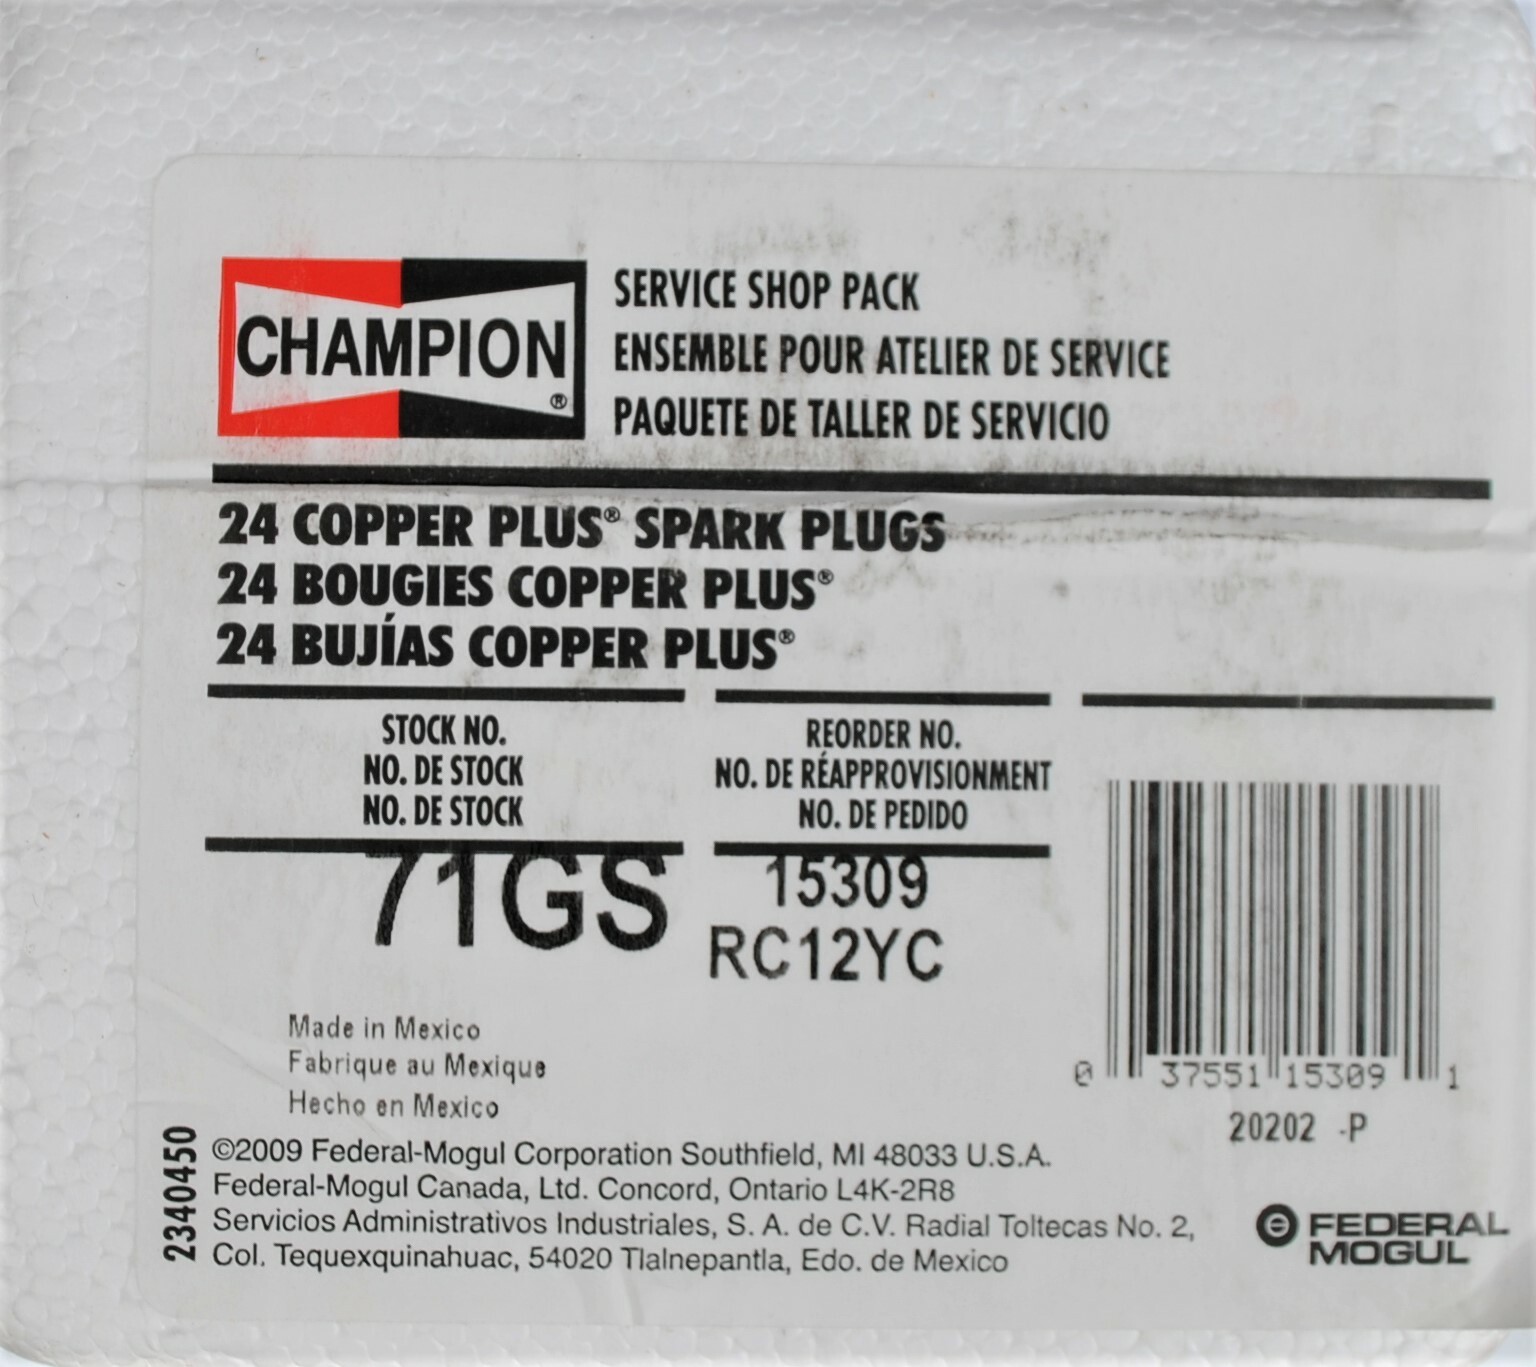 CHAMPION®
SERVICE SHOP PACK
ENSEMBLE POUR ATELIER DE SERVICE
PAQUETE DE TALLER DE SERVICIO
24 COPPER PLUS® SPARK PLUGS
24 BOUGIES COPPER PLUS®
24 BUJÍAS COPPER PLUS®
STOCK NO.
NO. DE STOCK
NO. DE STOCK
71GS
REORDER NO.
NO. DE RÉAPPROVISIONMENT
NO. DE PEDIDO
15309
RC12YC
0 37551 15309 1
20202 -P
Made in Mexico
Fabrique au Mexique
Hecho en Mexico
2340450
©2009 Federal-Mogul Corporation Southfield, MI 48033 U.S.A.
Federal-Mogul Canada, Ltd. Concord, Ontario L4K-2R8
Servicios Administrativos Industriales, S. A. de C.V. Radial Toltecas No. 2,
Col. Tequexquinahuac, 54020 Tlalnepantla, Edo. de Mexico
FEDERAL
MOGUL